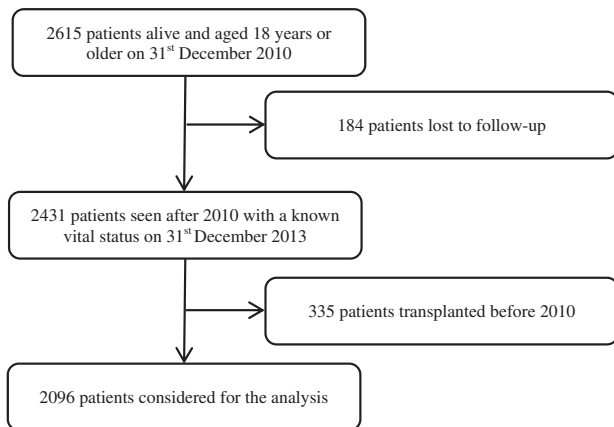 2615 patients alive and aged 18 years or
older on 31st December 2010
184 patients lost to follow-up
2431 patients seen after 2010 with a known
vital status on 31st December 2013
335 patients transplanted before 2010
2096 patients considered for the analysis